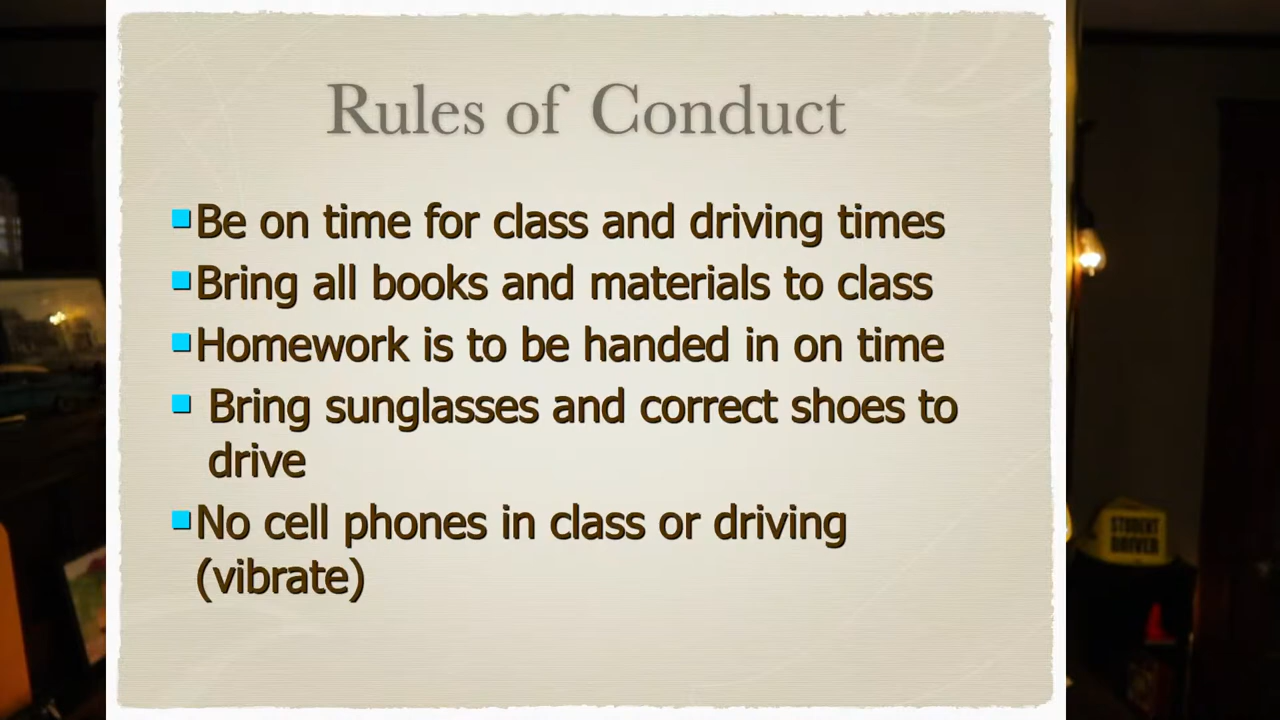 Rules of Conduct
Be on time for class and driving times
Bring all books and materials to class
Homework is to be handed in on time
Bring sunglasses and correct shoes to
drive
No cell phones in class or driving
(vibrate)
STUDENT
DRIVER